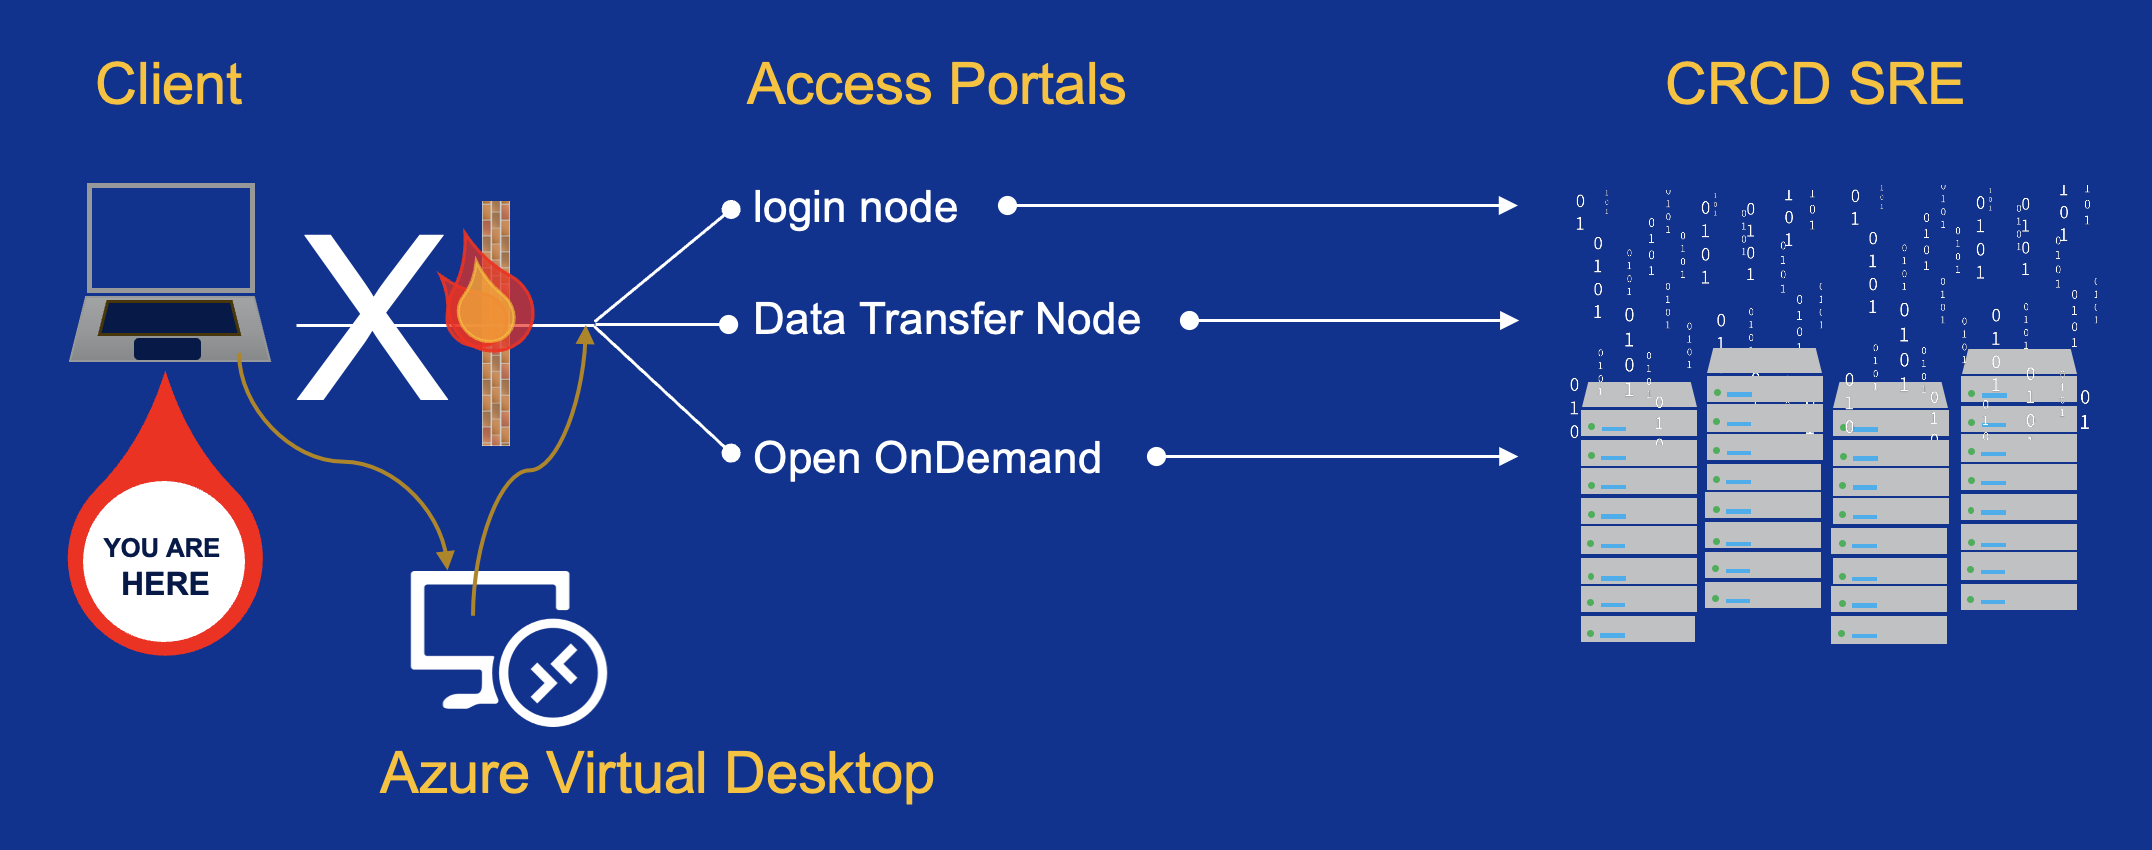 Client
Access Portals
CRCD SRE
login node
X
Data Transfer Node
Open OnDemand
YOU ARE
HERE
Azure Virtual Desktop